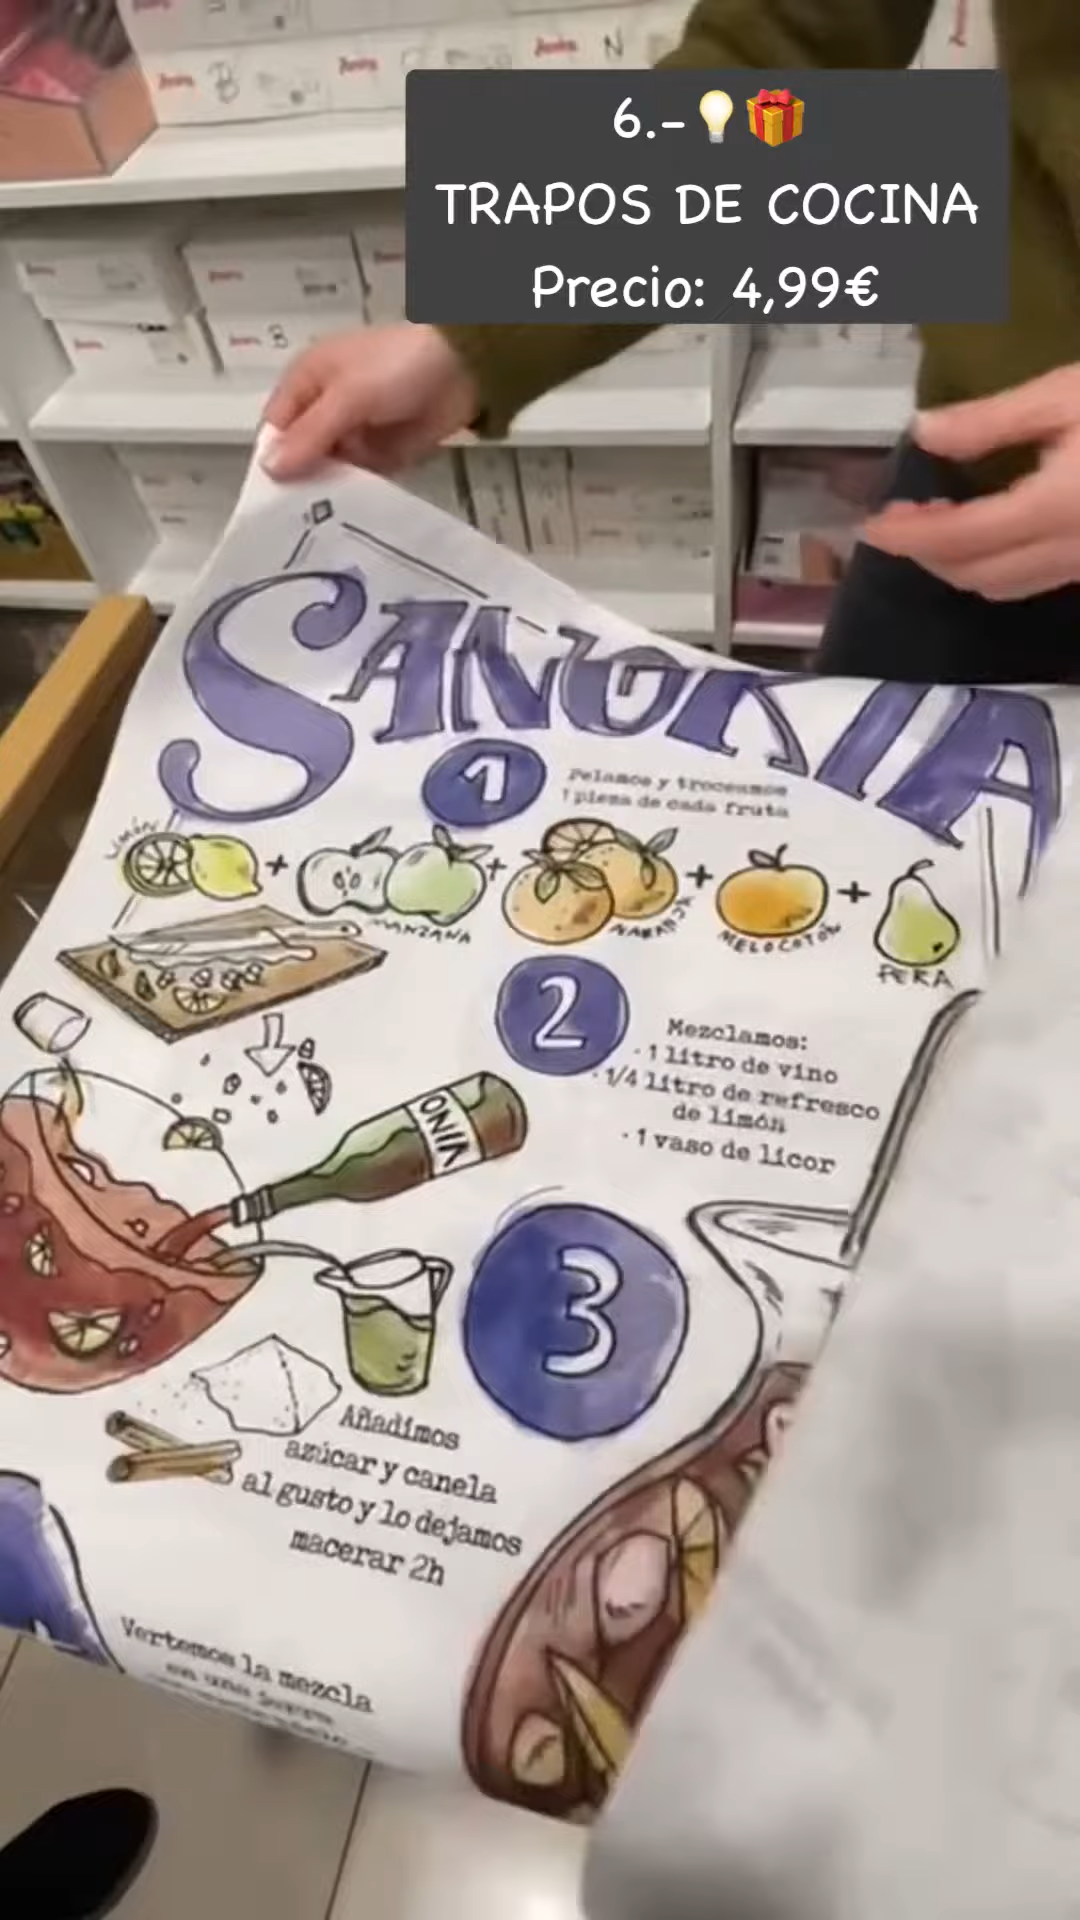 6.-💡🎁
TRAPOS DE COCINA
Precio: 4,99€
SANGRIA
1
Pelamos y troceamos
1 pieza de cada fruta
LIMÓN
MANZANA
NARANJA
MELOCOTÓN
PERA
2
Mezclamos:
· 1 litro de vino
· 1/4 litro de refresco
de limón
· 1 vaso de licor
VINO
3
Añadimos
azúcar y canela
al gusto y lo dejamos
macerar 2h
Vertemos la mezcla
en una
B
N
B